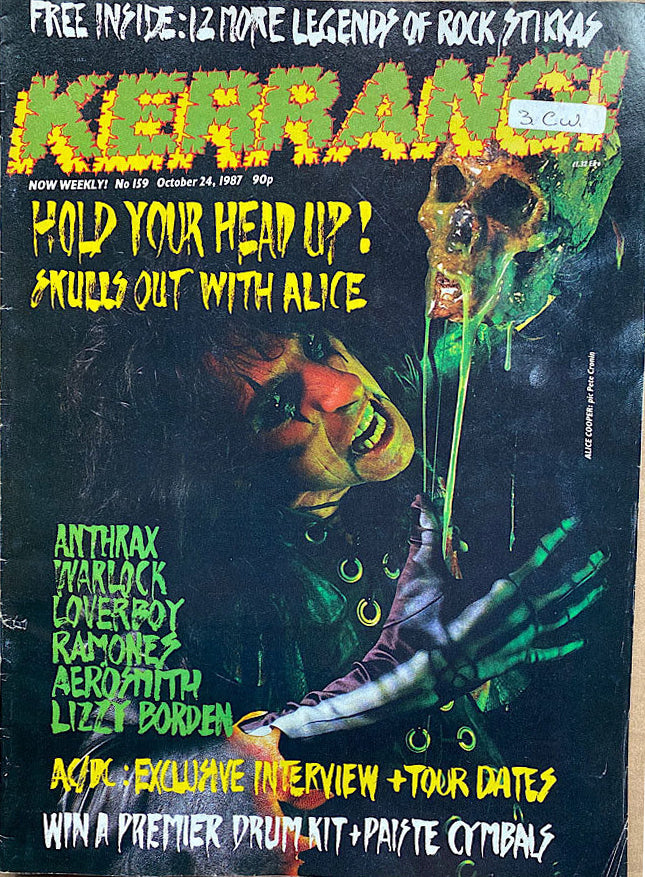 FREE INSIDE: 12 MORE LEGENDS OF ROCK STIKKAS
KERRANG!
3 C.W.
NOW WEEKLY! No 159 October 24, 1987 90p
HOLD YOUR HEAD UP!
SKULLS OUT WITH ALICE
ALICE COOPER: pic Pete Cronin
ANTHRAX
WARLOCK
LOVERBOY
RAMONES
AEROSMITH
LIZZY BORDEN
AC/DC: EXCLUSIVE INTERVIEW + TOUR DATES
WIN A PREMIER DRUM KIT + PAISTE CYMBALS